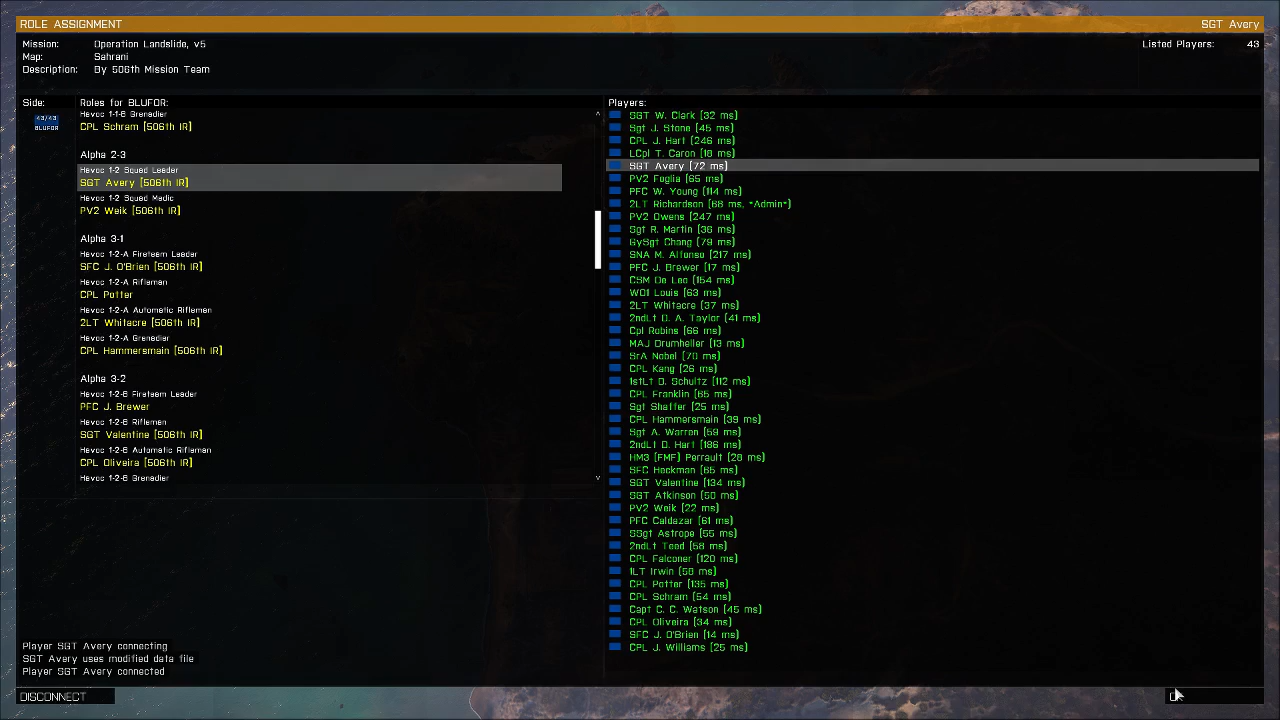 ROLE ASSIGNMENT
SGT Avery
Mission: Operation Landslide, v5
Listed Players: 43
Map: Sahrani
Description: By 506th Mission Team
Side:
43/43
BLUFOR
Roles for BLUFOR:
Havoc 1-1-B Grenadier
CPL Schram [506th IR]
Alpha 2-3
Havoc 1-2 Squad Leader
SGT Avery [506th IR]
Havoc 1-2 Squad Medic
PV2 Weik [506th IR]
Alpha 3-1
Havoc 1-2-A Fireteam Leader
SFC J. O'Brien [506th IR]
Havoc 1-2-A Rifleman
CPL Potter
Havoc 1-2-A Automatic Rifleman
2LT Whitacre [506th IR]
Havoc 1-2-A Grenadier
CPL Hammersmain [506th IR]
Alpha 3-2
Havoc 1-2-B Fireteam Leader
PFC J. Brewer
Havoc 1-2-B Rifleman
SGT Valentine [506th IR]
Havoc 1-2-B Automatic Rifleman
CPL Oliveira [506th IR]
Havoc 1-2-B Grenadier
Players:
SGT W. Clark [32 ms]
Sgt J. Stone [45 ms]
CPL J. Hart [246 ms]
LCpl T. Caron [18 ms]
SGT Avery [72 ms]
PV2 Foglia [65 ms]
PFC W. Young [114 ms]
2LT Richardson [68 ms, *Admin*]
PV2 Owens [247 ms]
Sgt R. Martin [36 ms]
GySgt Chang [79 ms]
SNA M. Alfonso [217 ms]
PFC J. Brewer [17 ms]
CSM De Leo [154 ms]
WO1 Louis [63 ms]
2LT Whitacre [37 ms]
2ndLt D. A. Taylor [41 ms]
Cpl Robins [66 ms]
MAJ Drumheller [13 ms]
SrA Nobel [70 ms]
CPL Kang [26 ms]
1stLt D. Schultz [112 ms]
CPL Franklin [65 ms]
Sgt Shaffer [25 ms]
CPL Hammersmain [39 ms]
Sgt A. Warren [59 ms]
2ndLt D. Hart [186 ms]
HM3 [FMF] Perrault [28 ms]
SFC Heckman [65 ms]
SGT Valentine [134 ms]
SGT Atkinson [50 ms]
PV2 Weik [22 ms]
PFC Caldazar [61 ms]
SSgt Astrope [55 ms]
2ndLt Teed [58 ms]
CPL Falconer [120 ms]
1LT Irwin [58 ms]
CPL Potter [135 ms]
CPL Schram [54 ms]
Capt C. C. Watson [45 ms]
CPL Oliveira [34 ms]
SFC J. O'Brien [14 ms]
CPL J. Williams [25 ms]
Player SGT Avery connecting
SGT Avery uses modified data file
Player SGT Avery connected
DISCONNECT